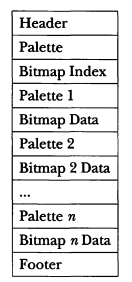 Header
Palette
Bitmap Index
Palette 1
Bitmap Data
Palette 2
Bitmap 2 Data
...
Palette n
Bitmap n Data
Footer